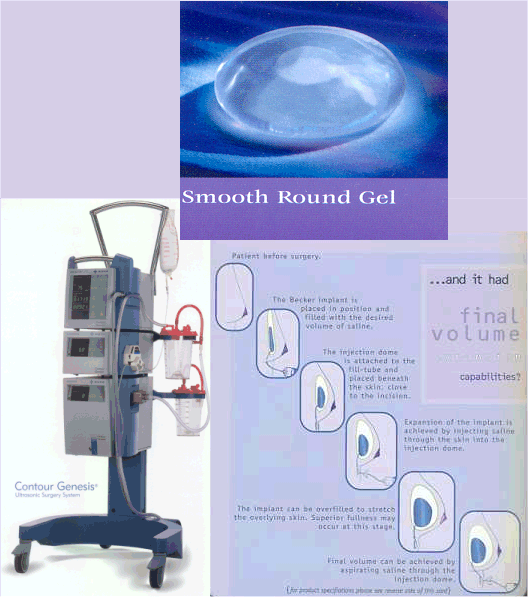 Smooth Round Gel
Patient before surgery.
...and it had
The Becker implant is
placed in position and
filled with the desired
volume of saline.
final
volume
capabilities?
The injection dome
is attached to the
fill-tube and
placed beneath
the skin, close
to the incision.
Expansion of the implant is
achieved by injecting saline
through the skin into the
injection dome.
Contour Genesis®
Ultrasonic Surgery System
The implant can be overfilled to stretch
the overlying skin. Superior fullness may
occur at this stage.
Final volume can be achieved by
aspirating saline through the
injection dome.
{for product specifications please see reverse side of this card}